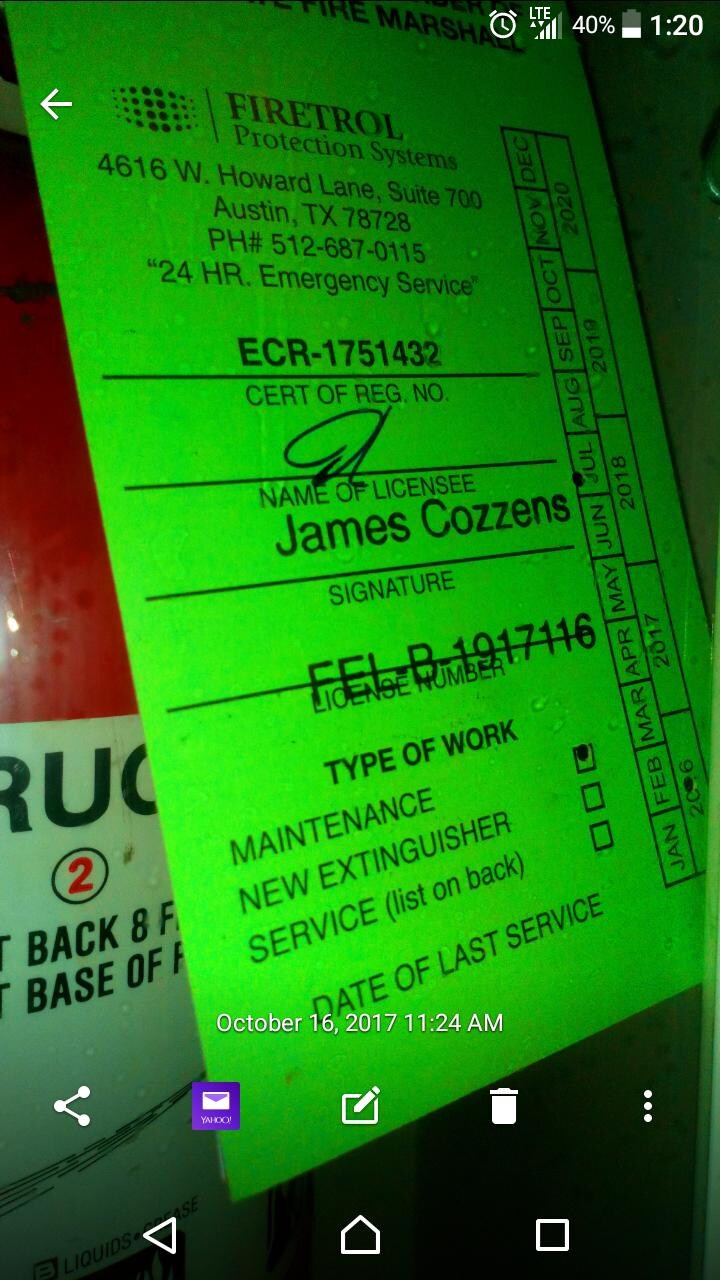 LTE 40% 1:20
FIRE MARSHALL
FIRETROL
Protection Systems
4616 W. Howard Lane, Suite 700
Austin, TX 78728
PH# 512-687-0115
“24 HR. Emergency Service”
ECR-1751432
CERT OF REG. NO.
NAME OF LICENSEE
James Cozzens
SIGNATURE
FEL-B-1917116
LICENSE NUMBER
TYPE OF WORK
MAINTENANCE
NEW EXTINGUISHER
SERVICE (list on back)
DATE OF LAST SERVICE
JAN FEB MAR APR MAY JUN JUL AUG SEP OCT NOV DEC
2016 2017 2018 2019 2020
2
BACK 8
BASE OF
LIQUIDS•GREASE
October 16, 2017 11:24 AM
YAHOO!